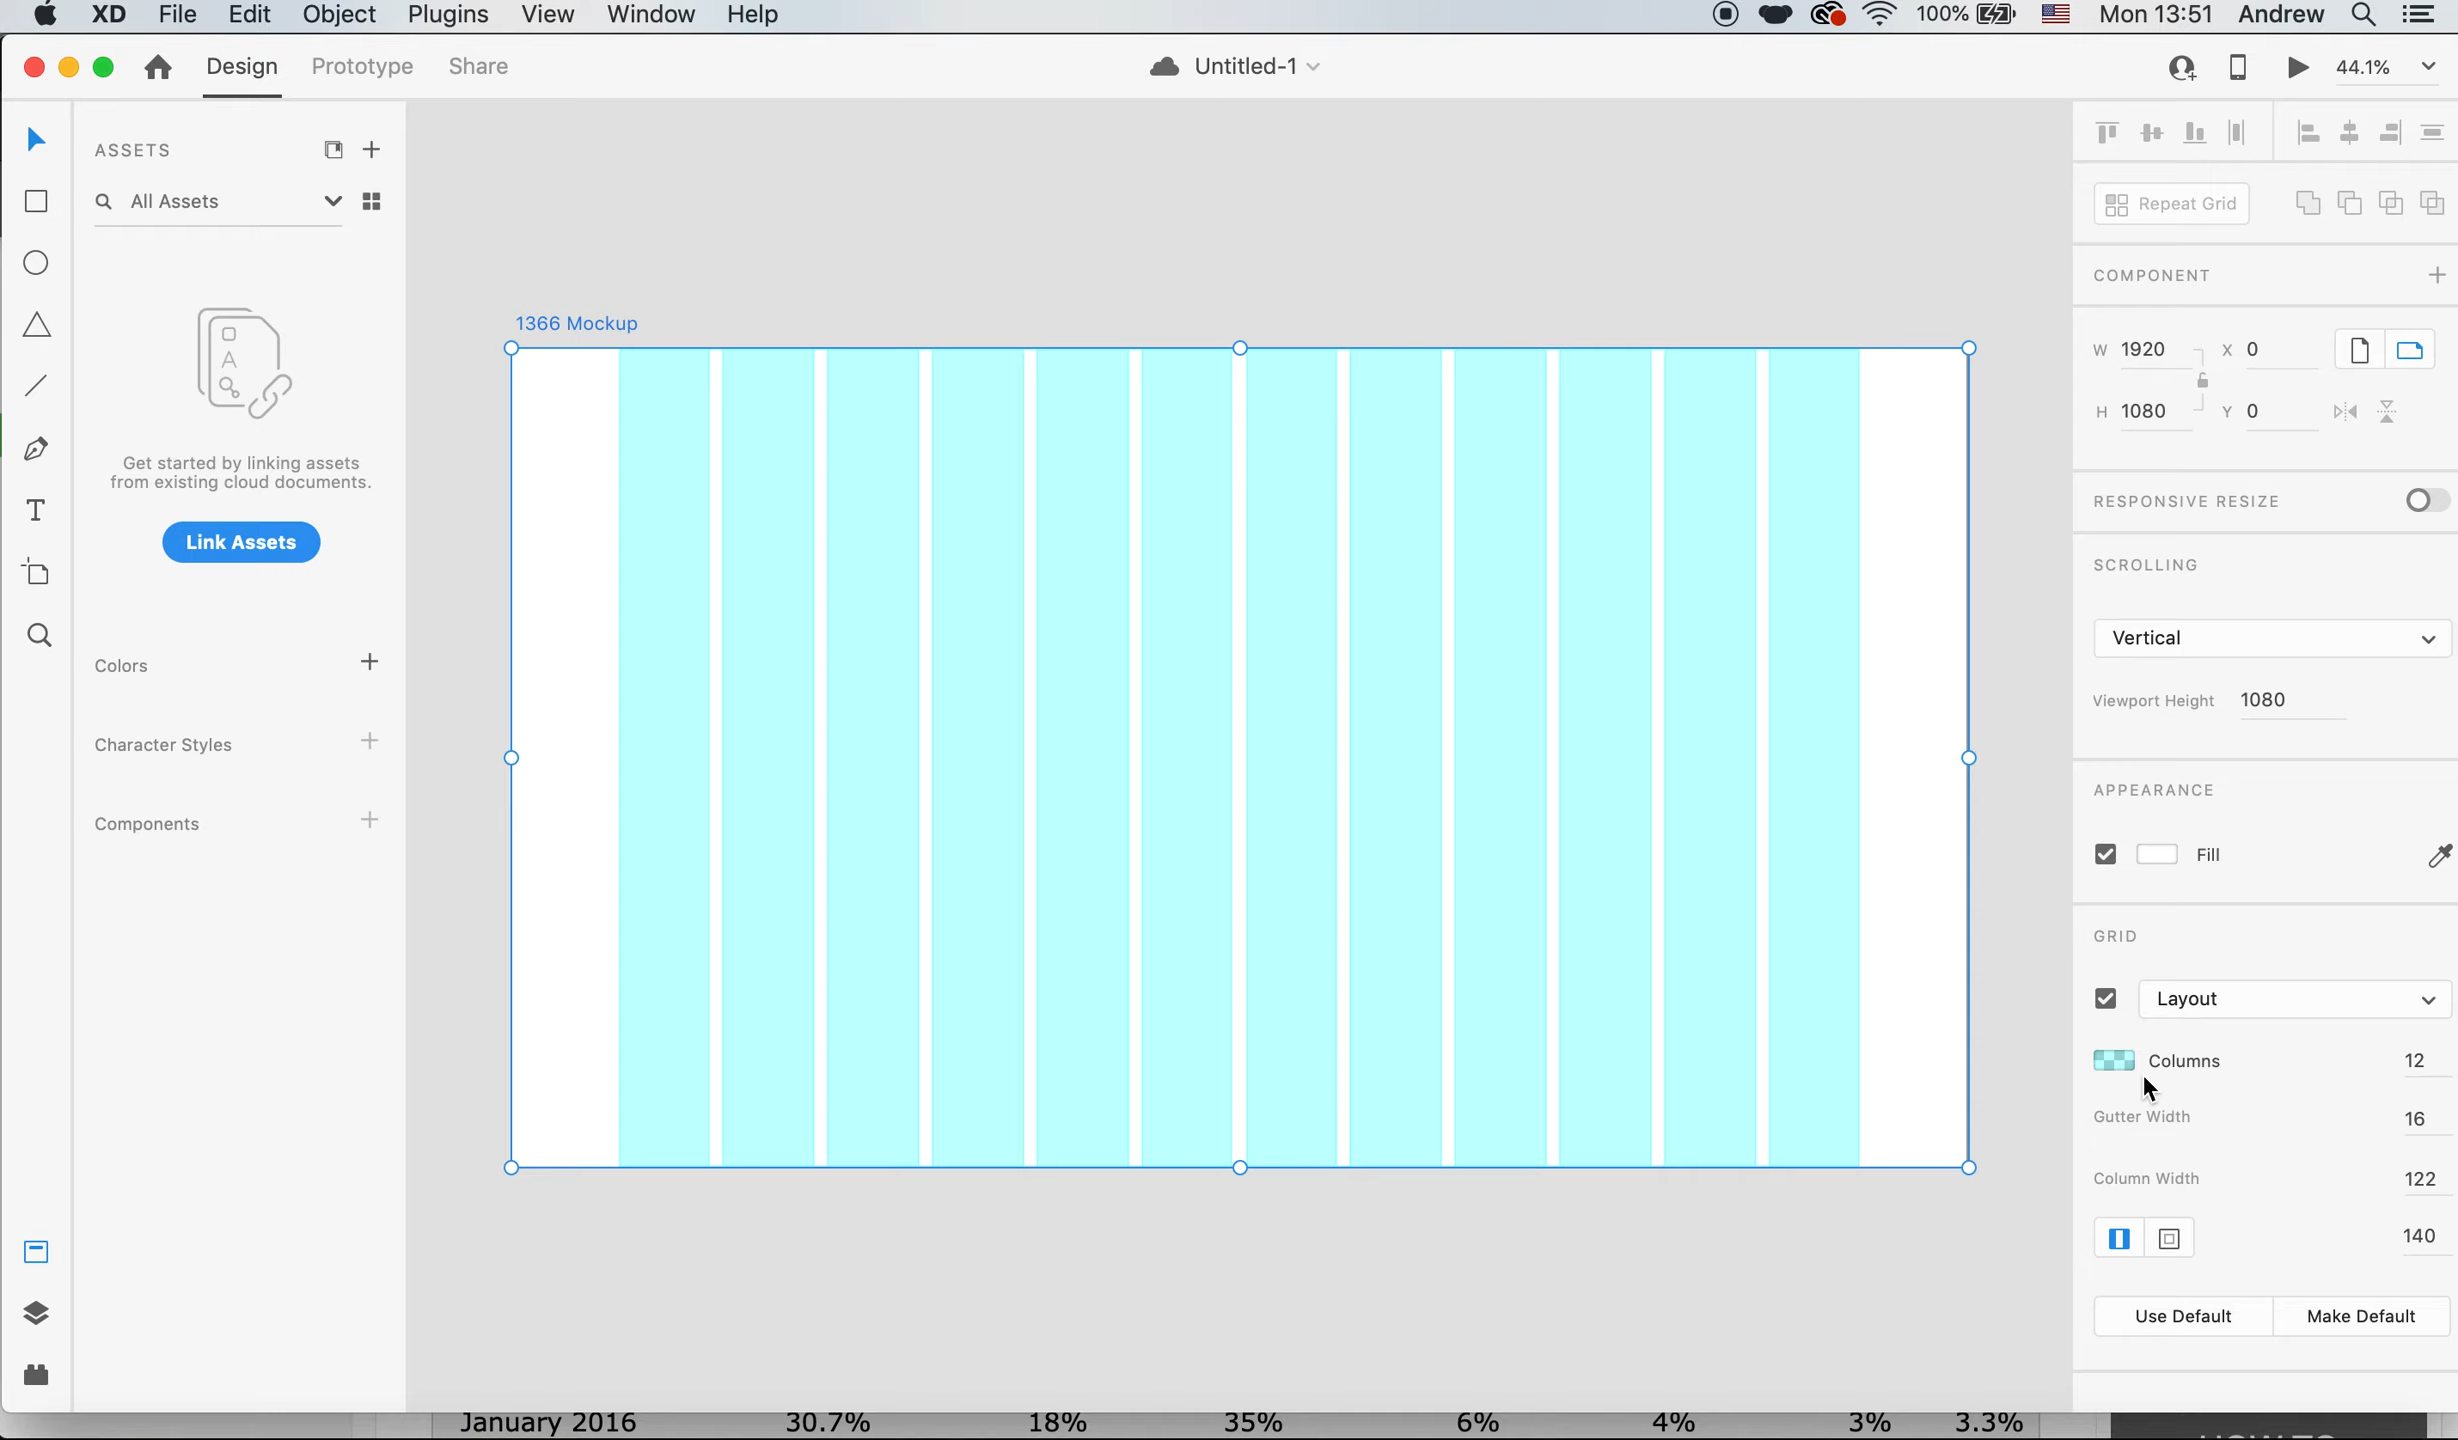 XD File Edit Object Plugins View Window Help 100% Mon 13:51 Andrew
Design Prototype Share Untitled-1 44.1%
ASSETS
All Assets
A
Get started by linking assets
from existing cloud documents.
Link Assets
Colors
Character Styles
Components
T
1366 Mockup
Repeat Grid
COMPONENT
W 1920 X 0
H 1080 Y 0
RESPONSIVE RESIZE
SCROLLING
Vertical
Viewport Height 1080
APPEARANCE
Fill
GRID
Layout
Columns 12
Gutter Width 16
Column Width 122
140
Use Default Make Default
January 2016 30.7% 18% 35% 6% 4% 3% 3.3%